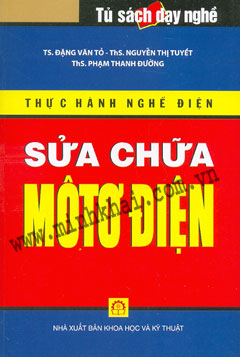 Tủ sách dạy nghề
TS. ĐẶNG VĂN TỎ - ThS. NGUYỄN THỊ TUYẾT
ThS. PHẠM THANH ĐƯỜNG
THỰC HÀNH NGHỀ ĐIỆN
SỬA CHỮA
MÔTƠ ĐIỆN
www.minhkhai.com.vn
NHÀ XUẤT BẢN KHOA HỌC VÀ KỸ THUẬT